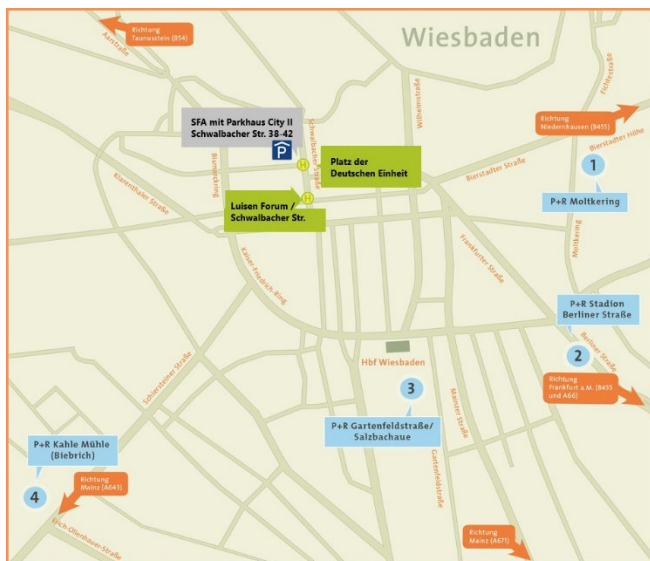 Wiesbaden
Richtung
Taunusstein (B54)
Aarstraße
Fichtestraße
SFA mit Parkhaus City II
Schwalbacher Str. 38-42
P
Schwalbacher Straße
Wilhelmstraße
Richtung
Niedernhausen (B455)
Bierstadter Höhe
Bierstadter Straße
1
P+R Moltkering
Moltkering
H
Platz der
Deutschen Einheit
Bismarckring
Klarenthaler Straße
H
Luisen Forum /
Schwalbacher Str.
Frankfurter Straße
Kaiser-Friedrich-Ring
P+R Stadion
Berliner Straße
Berliner Straße
2
Hbf Wiesbaden
Schiersteiner Straße
Richtung
Frankfurt a.M. (B455
und A66)
3
P+R Gartenfeldstraße/
Salzbachaue
Mainzer Straße
Gartenfeldstraße
P+R Kahle Mühle
(Biebrich)
4
Richtung
Mainz (A643)
Erich-Ollenhauer-Straße
Richtung
Mainz (A671)